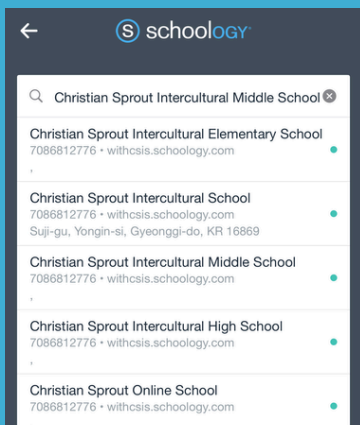 schoology
Christian Sprout Intercultural Middle School
Christian Sprout Intercultural Elementary School
7086812776 • withcsis.schoology.com
,
Christian Sprout Intercultural School
7086812776 • withcsis.schoology.com
Suji-gu, Yongin-si, Gyeonggi-do, KR 16869
Christian Sprout Intercultural Middle School
7086812776 • withcsis.schoology.com
,
Christian Sprout Intercultural High School
7086812776 • withcsis.schoology.com
,
Christian Sprout Online School
7086812776 • withcsis.schoology.com